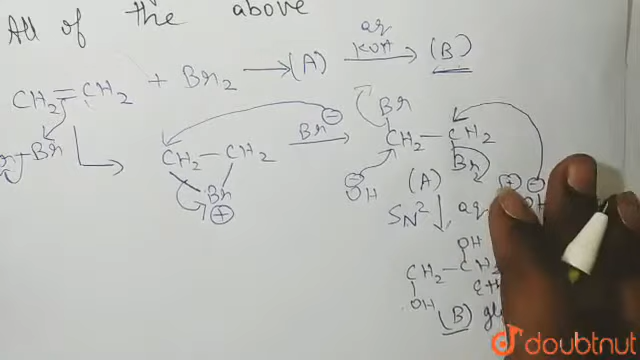 All of the above
CH2=CH2 + Br2 ⟶ (A) aq KOH ⟶ (B)
Br
CH2-CH2 Br⊖ ⟶
Br ⊕
Br
CH2-CH2
Br
⊖OH
⊕ ⊖
(A)
SN2 aq
OH
CH2-CH2
OH
(B)
doubtnut